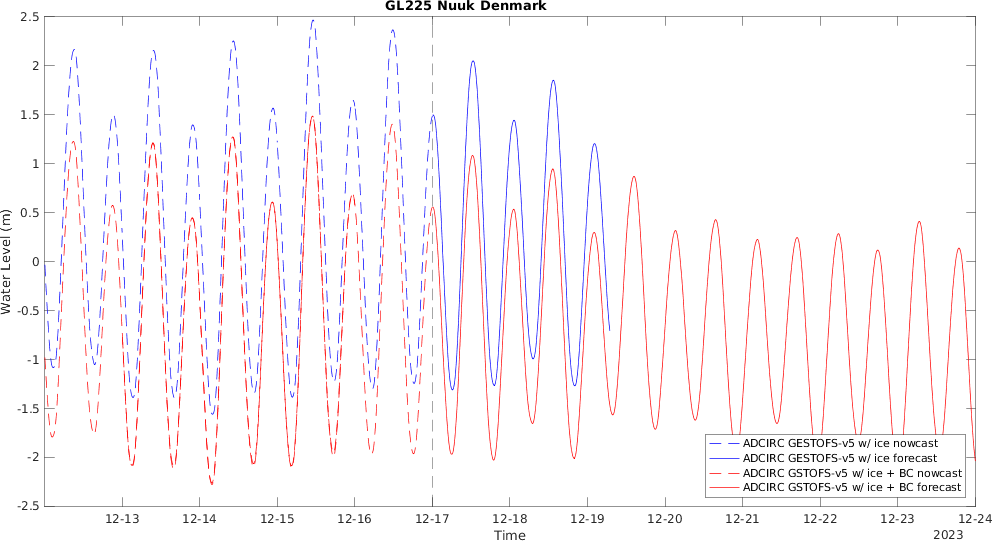 GL225 Nuuk Denmark
Water Level (m)
2.5
2
1.5
1
0.5
0
-0.5
-1
-1.5
-2
-2.5
ADCIRC GESTOFS-v5 w/ ice nowcast
ADCIRC GESTOFS-v5 w/ ice forecast
ADCIRC GSTOFS-v5 w/ ice + BC nowcast
ADCIRC GSTOFS-v5 w/ ice + BC forecast
12-13 12-14 12-15 12-16 12-17 12-18 12-19 12-20 12-21 12-22 12-23 12-24
Time
2023